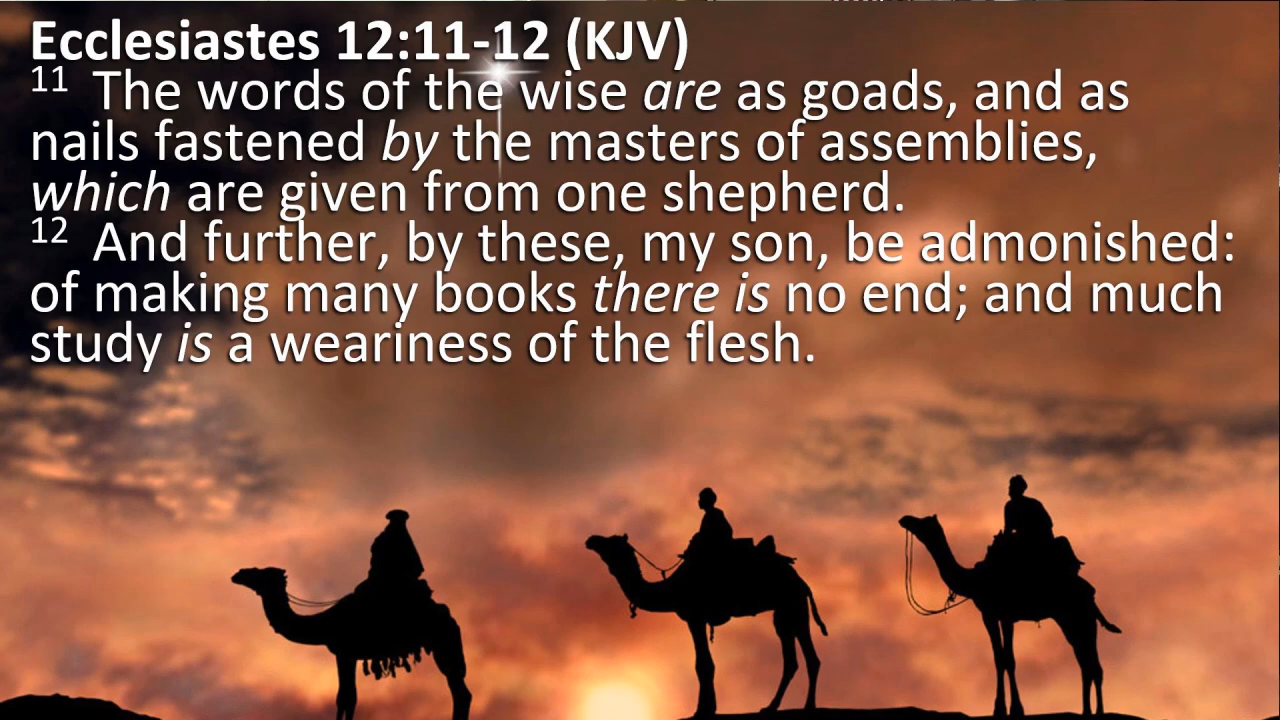 Ecclesiastes 12:11-12 (KJV)
11 The words of the wise are as goads, and as
nails fastened by the masters of assemblies,
which are given from one shepherd.
12 And further, by these, my son, be admonished:
of making many books there is no end; and much
study is a weariness of the flesh.